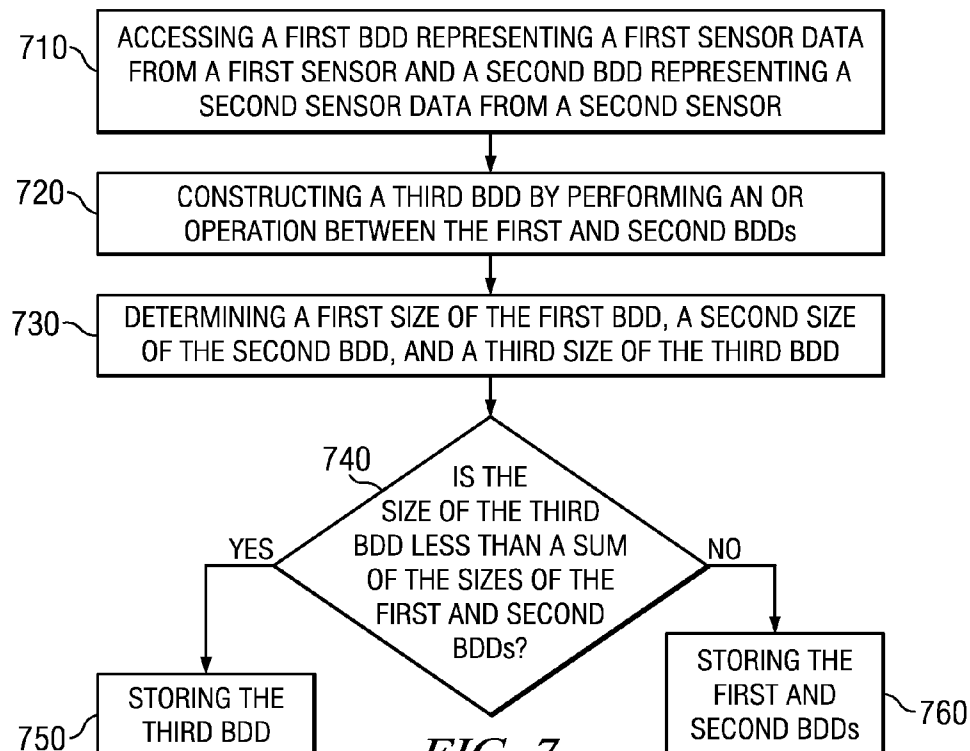 710
ACCESSING A FIRST BDD REPRESENTING A FIRST SENSOR DATA
FROM A FIRST SENSOR AND A SECOND BDD REPRESENTING A
SECOND SENSOR DATA FROM A SECOND SENSOR
720
CONSTRUCTING A THIRD BDD BY PERFORMING AN OR
OPERATION BETWEEN THE FIRST AND SECOND BDDs
730
DETERMINING A FIRST SIZE OF THE FIRST BDD, A SECOND SIZE
OF THE SECOND BDD, AND A THIRD SIZE OF THE THIRD BDD
740
IS THE
SIZE OF THE THIRD
BDD LESS THAN A SUM
OF THE SIZES OF THE
FIRST AND SECOND
BDDs?
YES
NO
750
STORING THE
THIRD BDD
STORING THE
FIRST AND
SECOND BDDs
760
FIG. 7